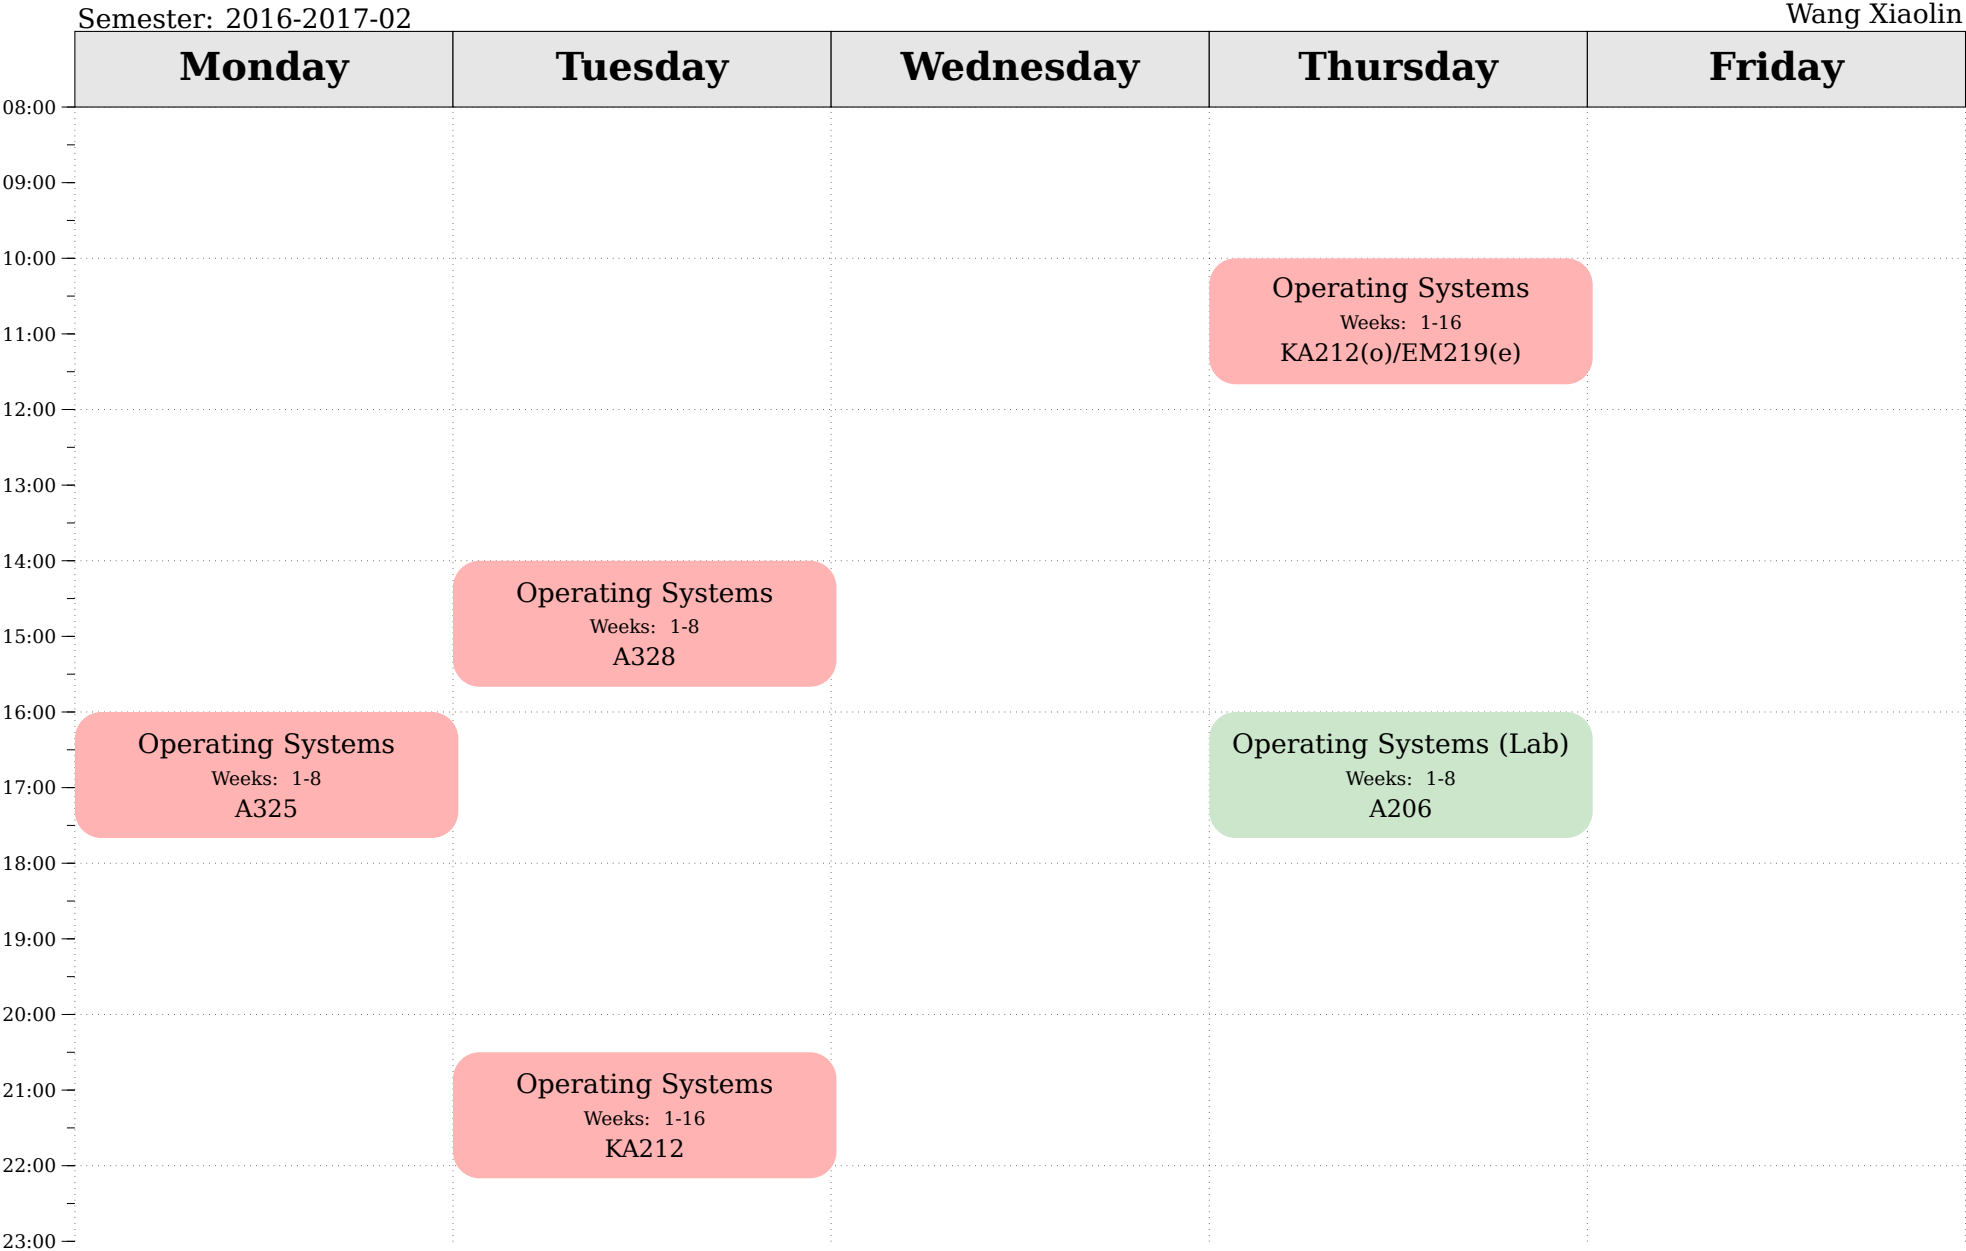 Semester: 2016-2017-02
Wang Xiaolin
Monday
Tuesday
Wednesday
Thursday
Friday
08:00
09:00
10:00
Operating Systems
Weeks: 1-16
KA212(o)/EM219(e)
11:00
12:00
13:00
14:00
Operating Systems
Weeks: 1-8
A328
15:00
16:00
Operating Systems
Weeks: 1-8
A325
Operating Systems (Lab)
Weeks: 1-8
A206
17:00
18:00
19:00
20:00
Operating Systems
Weeks: 1-16
KA212
21:00
22:00
23:00